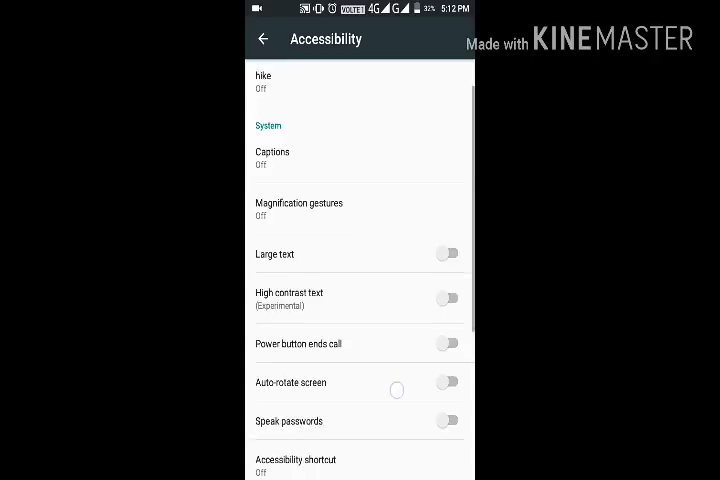 VOLTE1 4G G 32% 5:12 PM
Accessibility
Made with KINEMASTER
hike
Off
System
Captions
Off
Magnification gestures
Off
Large text
High contrast text
(Experimental)
Power button ends call
Auto-rotate screen
Speak passwords
Accessibility shortcut
Off